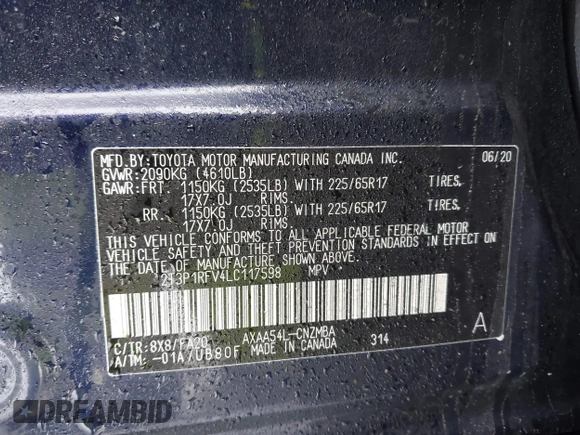 MFD.BY:TOYOTA MOTOR MANUFACTURING CANADA INC. 06/20
GVWR:2090KG (4610LB)
GAWR:FRT. 1150KG (2535LB) WITH 225/65R17 TIRES,
17X7.0J RIMS.
RR. 1150KG (2535LB) WITH 225/65R17 TIRES,
17X7.0J RIMS.
THIS VEHICLE CONFORMS TO ALL APPLICABLE FEDERAL MOTOR
VEHICLE SAFETY AND THEFT PREVENTION STANDARDS IN EFFECT
ON THE DATE OF MANUFACTURE SHOWN ABOVE.
2T3P1RFV4LC117598 MPV
C/TR:8X8/FA20 AXAA54L-CNZMBA 314 A
A/TM:-01A/UB80F. MADE IN CANADA
DREAMBID